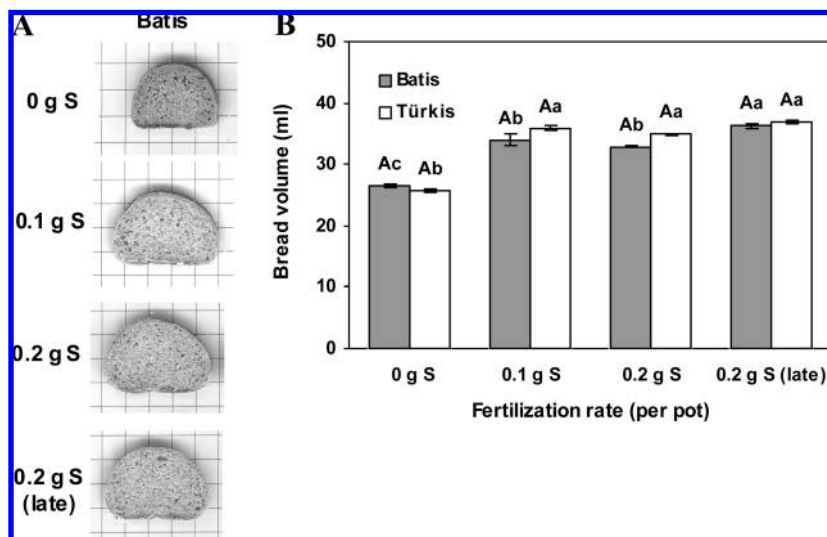 A
Batis
0 g S
0.1 g S
0.2 g S
0.2 g S
(late)
B
50
40
30
20
10
0
Bread volume (ml)
Batis
Türkis
Ac
Ab
Ab
Aa
Ab
Aa
Aa
Aa
0 g S
0.1 g S
0.2 g S
0.2 g S (late)
Fertilization rate (per pot)